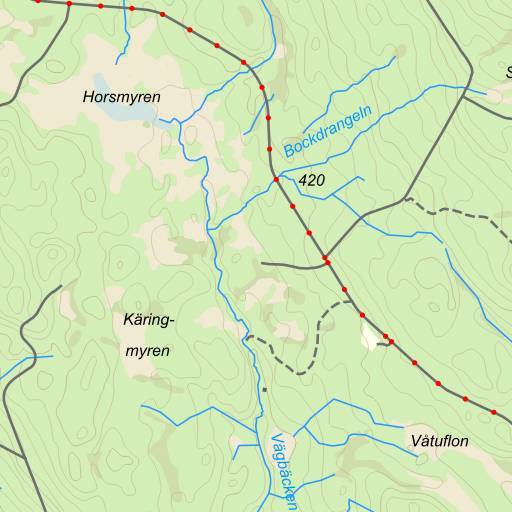 S
Horsmyren
Bockdrangeln
420
Käring-
myren
Våtuflon
Vägbäcken